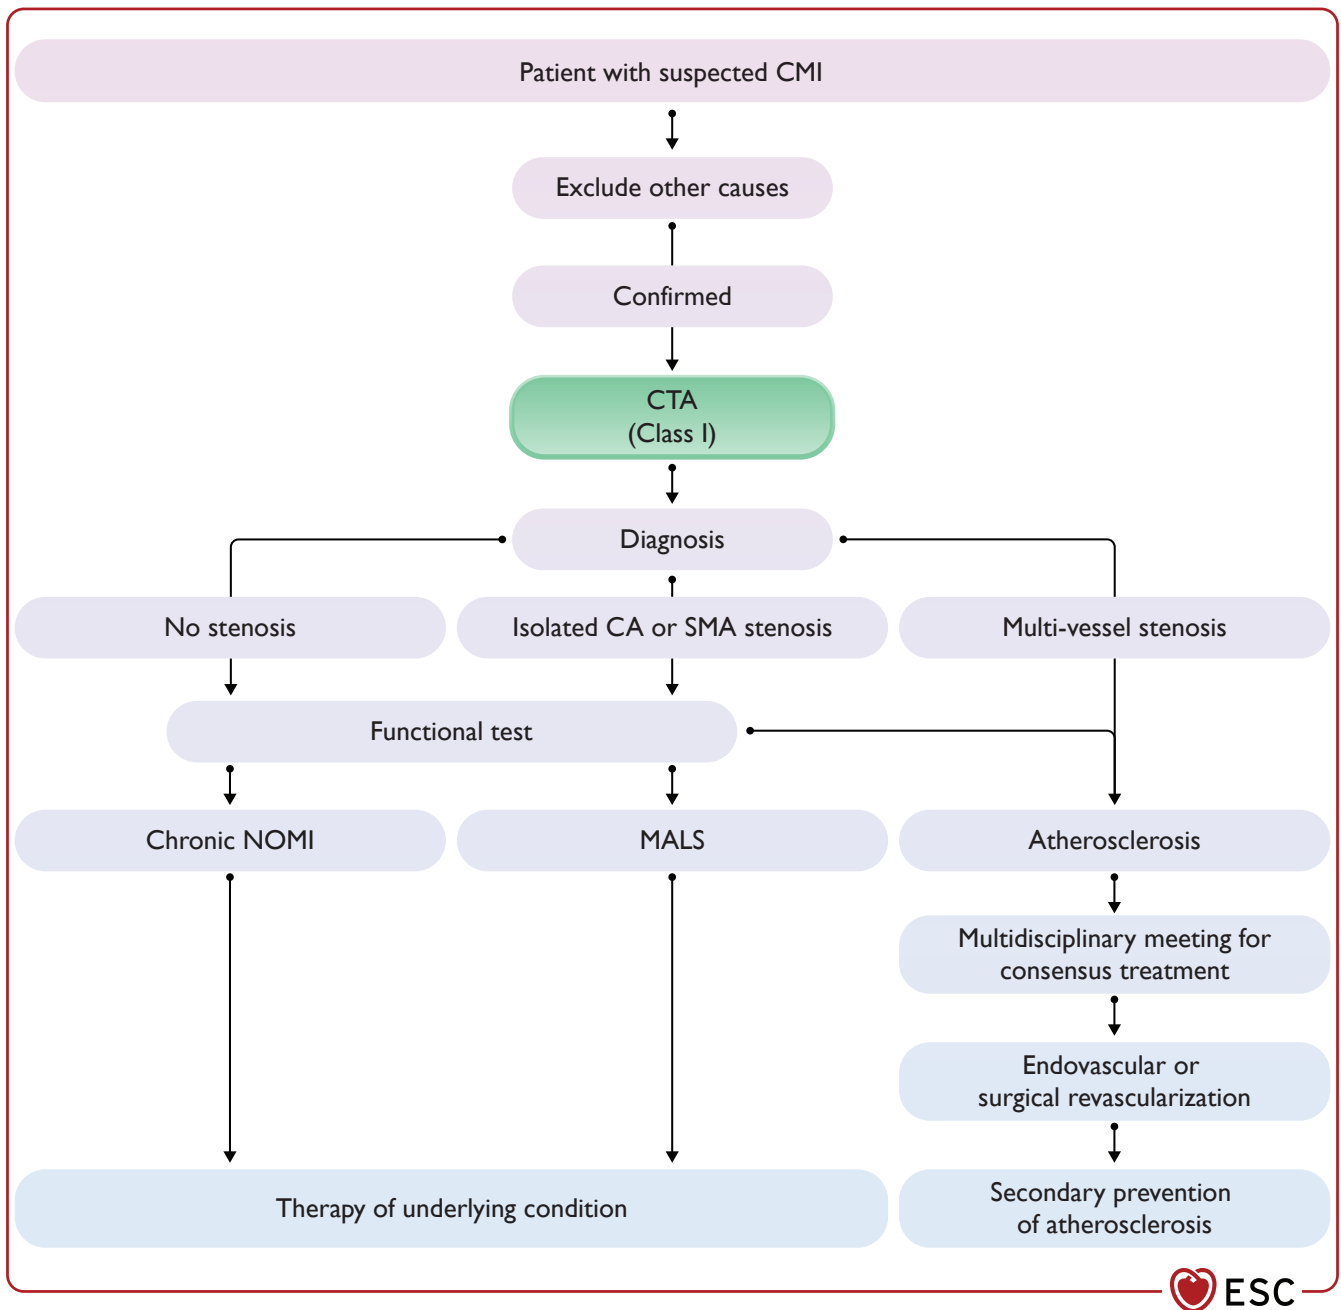 Patient with suspected CMI
Exclude other causes
Confirmed
CTA
(Class I)
Diagnosis
No stenosis
Isolated CA or SMA stenosis
Multi-vessel stenosis
Functional test
Chronic NOMI
MALS
Atherosclerosis
Multidisciplinary meeting for
consensus treatment
Endovascular or
surgical revascularization
Therapy of underlying condition
Secondary prevention
of atherosclerosis
ESC